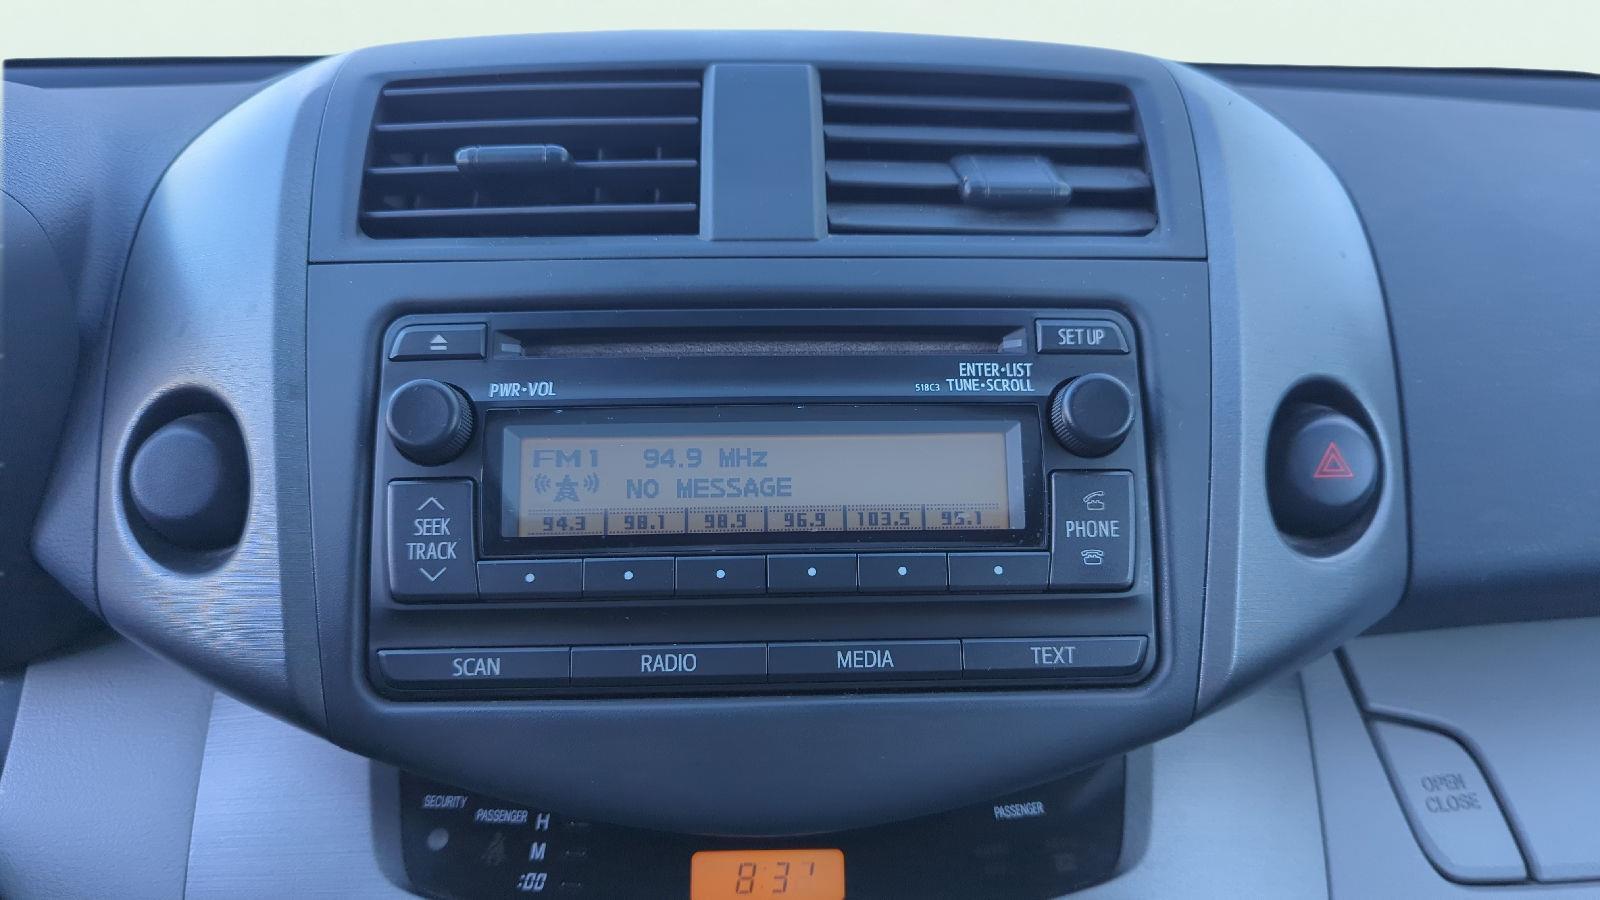 SET UP
PWR•VOL
ENTER•LIST
518C3 TUNE•SCROLL
FM1 94.9 MHz
NO MESSAGE
94.3 98.1 98.9 96.9 103.5 95.1
SEEK
TRACK
PHONE
SCAN RADIO MEDIA TEXT
OPEN
CLOSE
SECURITY
PASSENGER
H
M
:00
PASSENGER
8:37